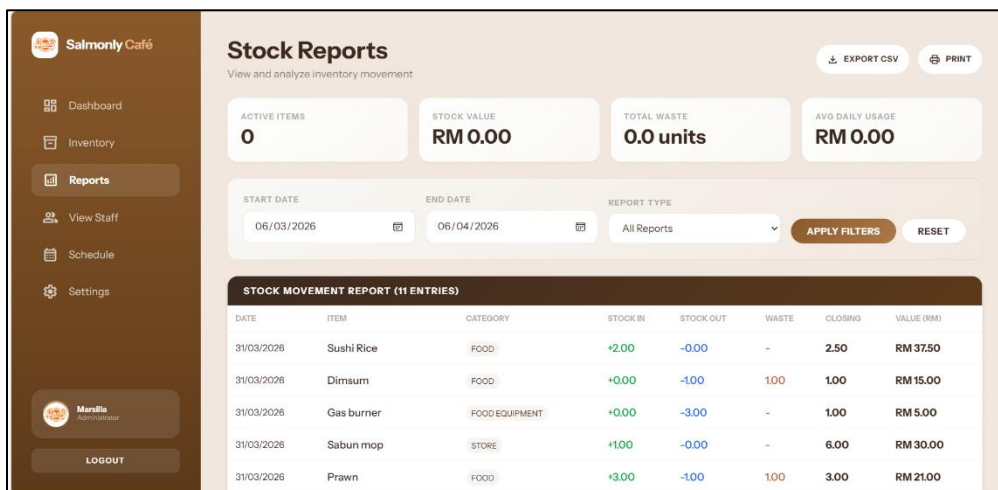 Salmonly Café
Dashboard
Inventory
Reports
View Staff
Schedule
Settings
Marsilla
Administrator
LOGOUT
Stock Reports
View and analyze inventory movement
EXPORT CSV
PRINT
ACTIVE ITEMS
0
STOCK VALUE
RM 0.00
TOTAL WASTE
0.0 units
AVG DAILY USAGE
RM 0.00
START DATE
06/03/2026
END DATE
06/04/2026
REPORT TYPE
All Reports
APPLY FILTERS
RESET
STOCK MOVEMENT REPORT (11 ENTRIES)
DATE ITEM CATEGORY STOCK IN STOCK OUT WASTE CLOSING VALUE (RM)
31/03/2026 Sushi Rice FOOD +2.00 -0.00 - 2.50 RM 37.50
31/03/2026 Dimsum FOOD +0.00 -1.00 1.00 1.00 RM 15.00
31/03/2026 Gas burner FOOD EQUIPMENT +0.00 -3.00 - 1.00 RM 5.00
31/03/2026 Sabun mop STORE +1.00 -0.00 - 6.00 RM 30.00
31/03/2026 Prawn FOOD +3.00 -1.00 1.00 3.00 RM 21.00